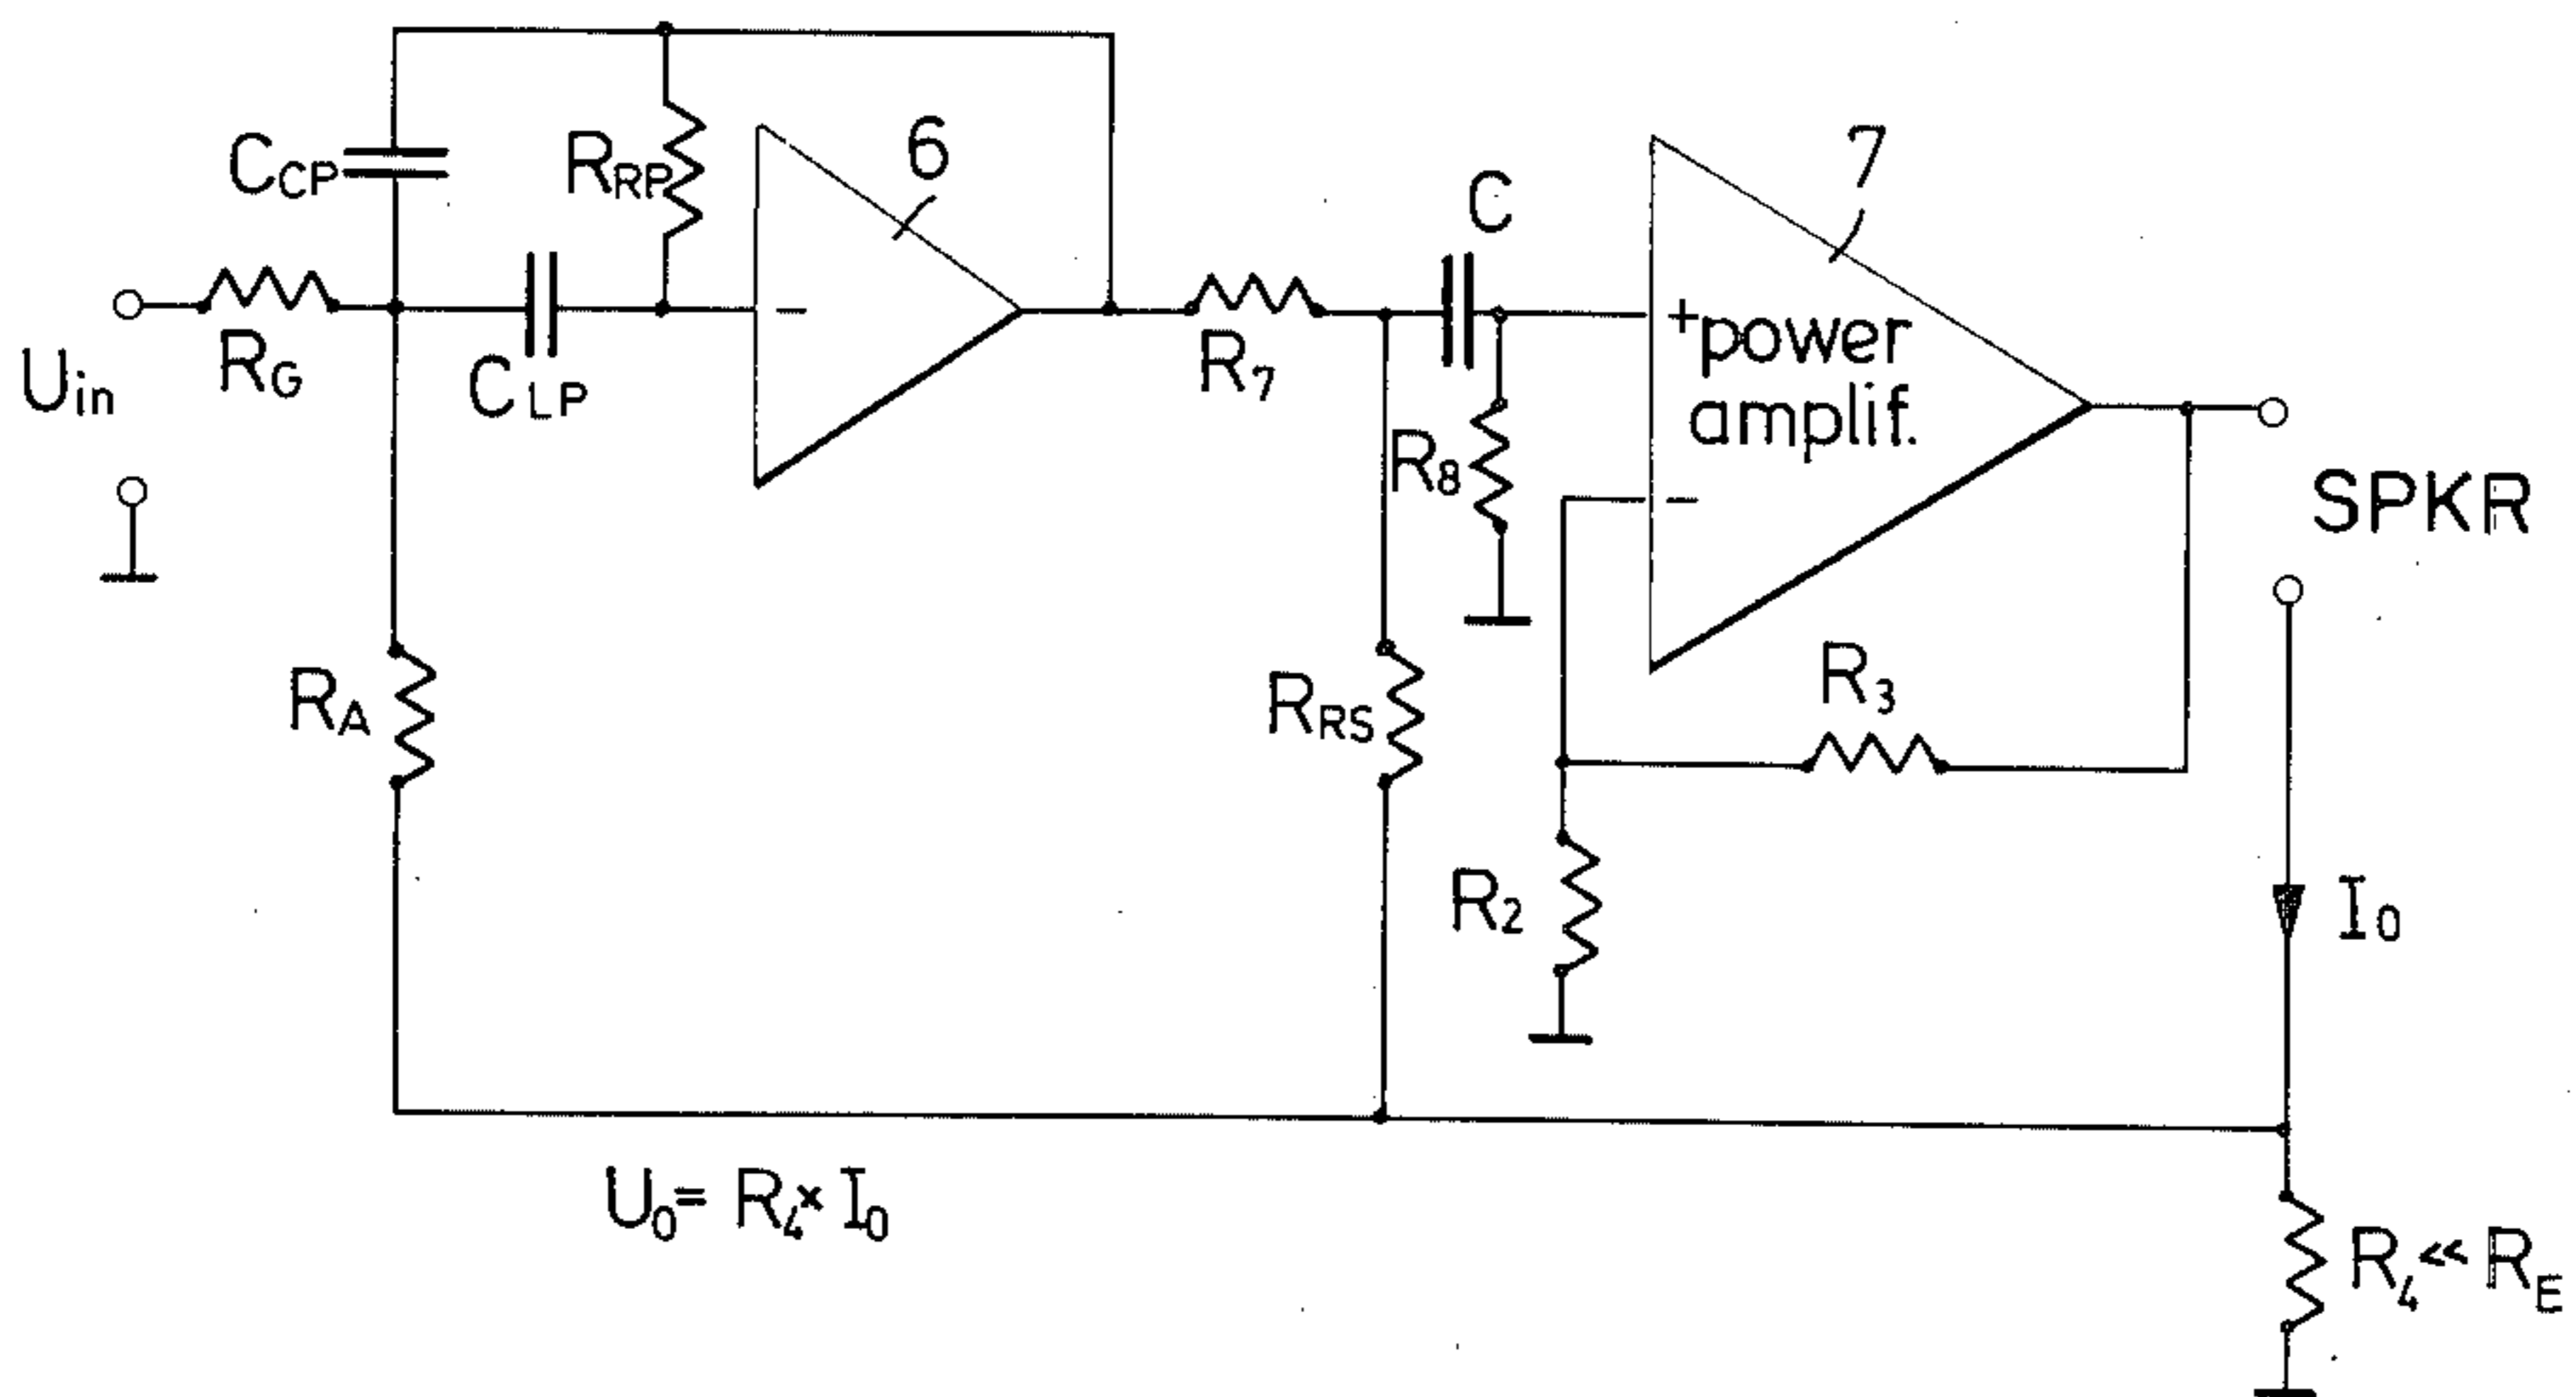 C_CP
R_RP
6
7
C
U_in
R_G
C_LP
-
R_7
+ power
amplif.
R_8
-
SPKR
R_A
R_RS
R_3
R_2
I_0
U_0 = R_4 × I_0
R_4 << R_E